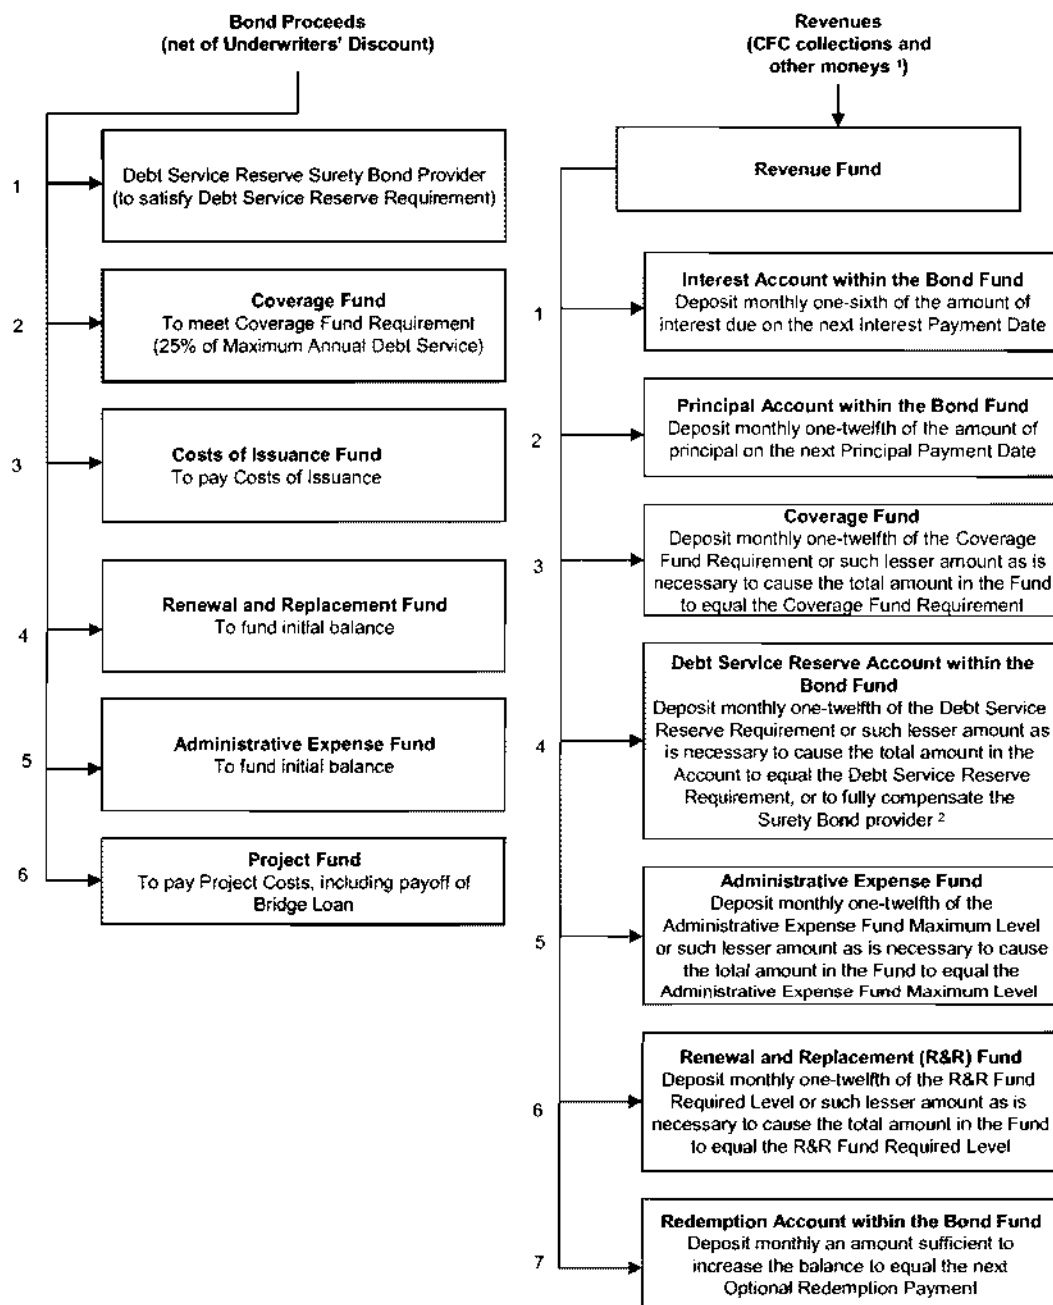 Bond Proceeds
(net of Underwriters' Discount)
1
Debt Service Reserve Surety Bond Provider
(to satisfy Debt Service Reserve Requirement)
2
Coverage Fund
To meet Coverage Fund Requirement
(25% of Maximum Annual Debt Service)
3
Costs of Issuance Fund
To pay Costs of Issuance
4
Renewal and Replacement Fund
To fund initial balance
5
Administrative Expense Fund
To fund initial balance
6
Project Fund
To pay Project Costs, including payoff of
Bridge Loan
Revenues
(CFC collections and
other moneys ¹)
Revenue Fund
1
Interest Account within the Bond Fund
Deposit monthly one-sixth of the amount of
interest due on the next Interest Payment Date
2
Principal Account within the Bond Fund
Deposit monthly one-twelfth of the amount of
principal on the next Principal Payment Date
3
Coverage Fund
Deposit monthly one-twelfth of the Coverage
Fund Requirement or such lesser amount as is
necessary to cause the total amount in the Fund
to equal the Coverage Fund Requirement
4
Debt Service Reserve Account within the
Bond Fund
Deposit monthly one-twelfth of the Debt Service
Reserve Requirement or such lesser amount as
is necessary to cause the total amount in the
Account to equal the Debt Service Reserve
Requirement, or to fully compensate the
Surety Bond provider ²
5
Administrative Expense Fund
Deposit monthly one-twelfth of the
Administrative Expense Fund Maximum Level
or such lesser amount as is necessary to cause
the total amount in the Fund to equal the
Administrative Expense Fund Maximum Level
6
Renewal and Replacement (R&R) Fund
Deposit monthly one-twelfth of the R&R Fund
Required Level or such lesser amount as is
necessary to cause the total amount in the Fund
to equal the R&R Fund Required Level
7
Redemption Account within the Bond Fund
Deposit monthly an amount sufficient to
increase the balance to equal the next
Optional Redemption Payment